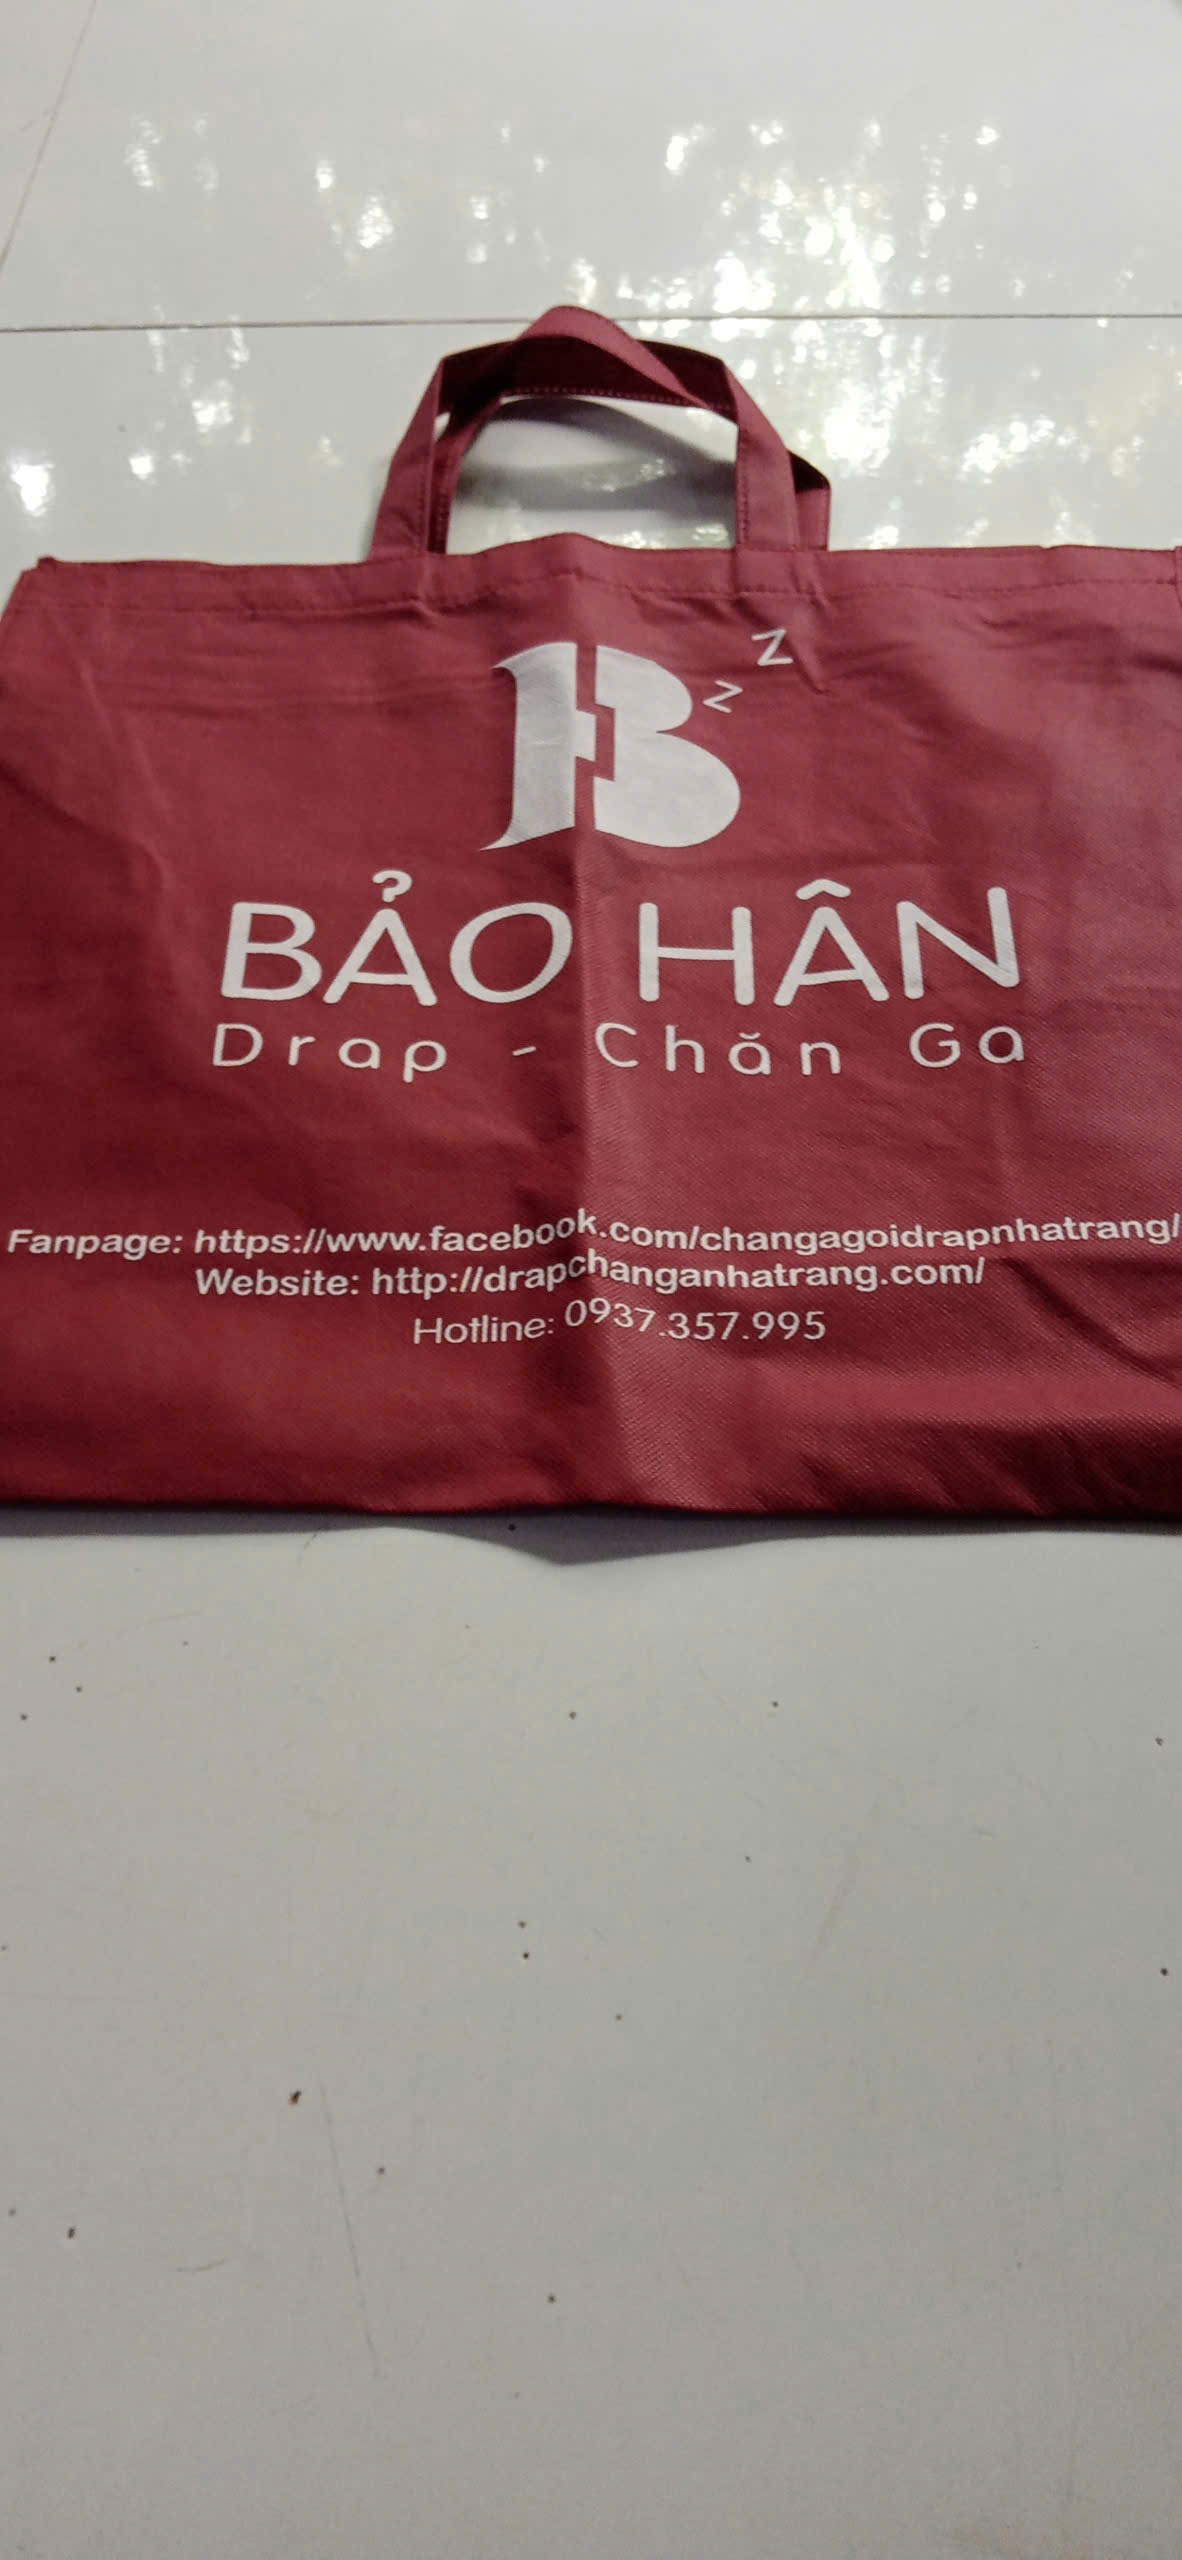 B z Z
BẢO HÂN
Drap - Chăn Ga
Fanpage: https://www.facebook.com/changagoidrapnhatrang/
Website: http://drapchanganhatrang.com/
Hotline: 0937.357.995